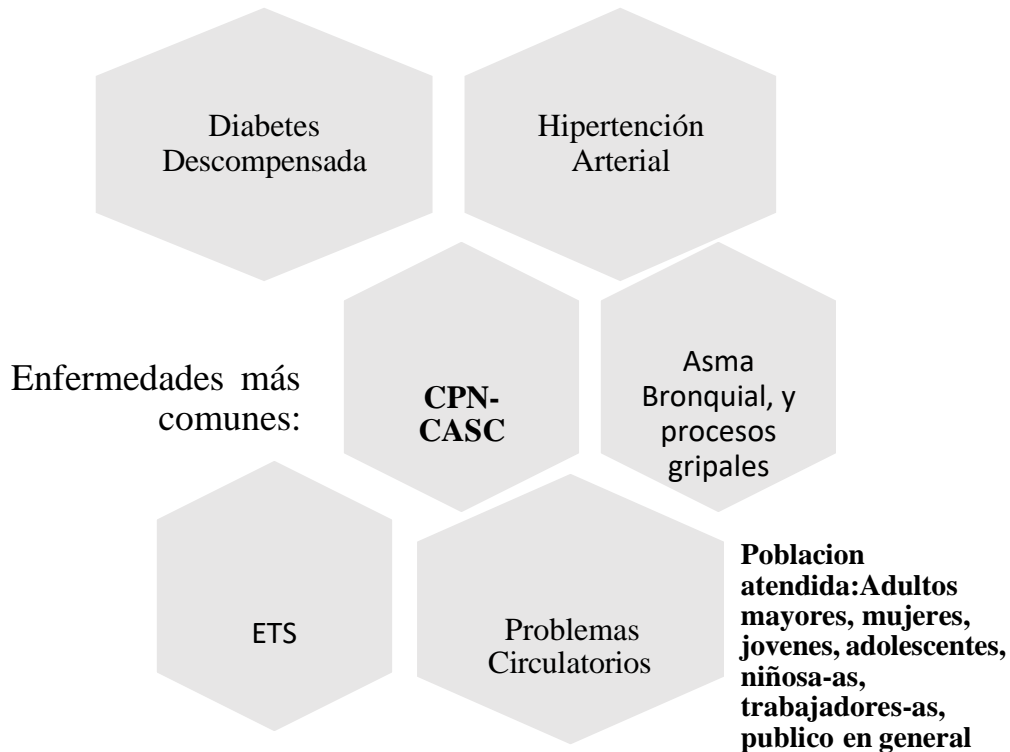 Diabetes
Descompensada
Hipertención
Arterial
Enfermedades más
comunes:
CPN-
CASC
Asma
Bronquial, y
procesos
gripales
ETS
Problemas
Circulatorios
Poblacion
atendida:Adultos
mayores, mujeres,
jovenes, adolescentes,
niñosa-as,
trabajadores-as,
publico en general